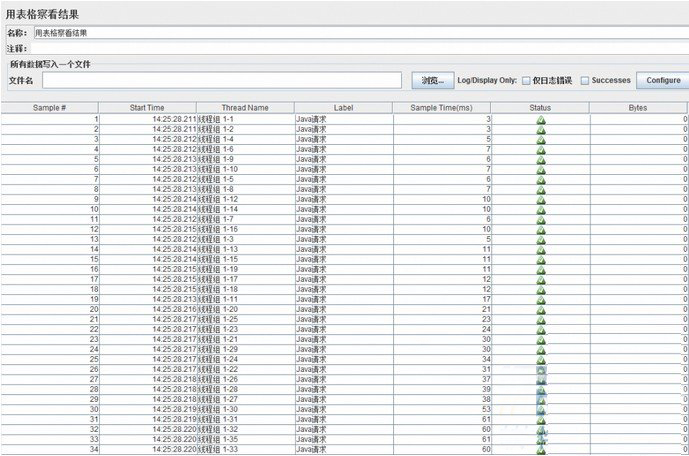 用表格察看结果
名称： 用表格察看结果
注释：
所有数据写入一个文件
文件名 浏览... Log/Display Only: 仅日志错误 Successes Configure
Sample # Start Time Thread Name Label Sample Time(ms) Status Bytes
1 14:25:28.211 线程组 1-1 Java请求 3 0
2 14:25:28.211 线程组 1-2 Java请求 3 0
3 14:25:28.212 线程组 1-4 Java请求 5 0
4 14:25:28.212 线程组 1-6 Java请求 7 0
5 14:25:28.213 线程组 1-9 Java请求 6 0
6 14:25:28.213 线程组 1-10 Java请求 7 0
7 14:25:28.212 线程组 1-5 Java请求 6 0
8 14:25:28.213 线程组 1-8 Java请求 7 0
9 14:25:28.214 线程组 1-12 Java请求 10 0
10 14:25:28.214 线程组 1-14 Java请求 10 0
11 14:25:28.212 线程组 1-7 Java请求 6 0
12 14:25:28.215 线程组 1-16 Java请求 10 0
13 14:25:28.212 线程组 1-3 Java请求 5 0
14 14:25:28.214 线程组 1-13 Java请求 11 0
15 14:25:28.214 线程组 1-15 Java请求 11 0
16 14:25:28.215 线程组 1-19 Java请求 11 0
17 14:25:28.215 线程组 1-17 Java请求 12 0
18 14:25:28.215 线程组 1-18 Java请求 12 0
19 14:25:28.213 线程组 1-11 Java请求 17 0
20 14:25:28.216 线程组 1-20 Java请求 21 0
21 14:25:28.217 线程组 1-25 Java请求 23 0
22 14:25:28.217 线程组 1-23 Java请求 24 0
23 14:25:28.217 线程组 1-21 Java请求 30 0
24 14:25:28.217 线程组 1-29 Java请求 30 0
25 14:25:28.217 线程组 1-24 Java请求 34 0
26 14:25:28.217 线程组 1-22 Java请求 31 0
27 14:25:28.218 线程组 1-26 Java请求 37 0
28 14:25:28.218 线程组 1-28 Java请求 39 0
29 14:25:28.218 线程组 1-27 Java请求 38 0
30 14:25:28.219 线程组 1-30 Java请求 53 0
31 14:25:28.219 线程组 1-31 Java请求 61 0
32 14:25:28.220 线程组 1-32 Java请求 60 0
33 14:25:28.220 线程组 1-35 Java请求 61 0
34 14:25:28.220 线程组 1-33 Java请求 60 0